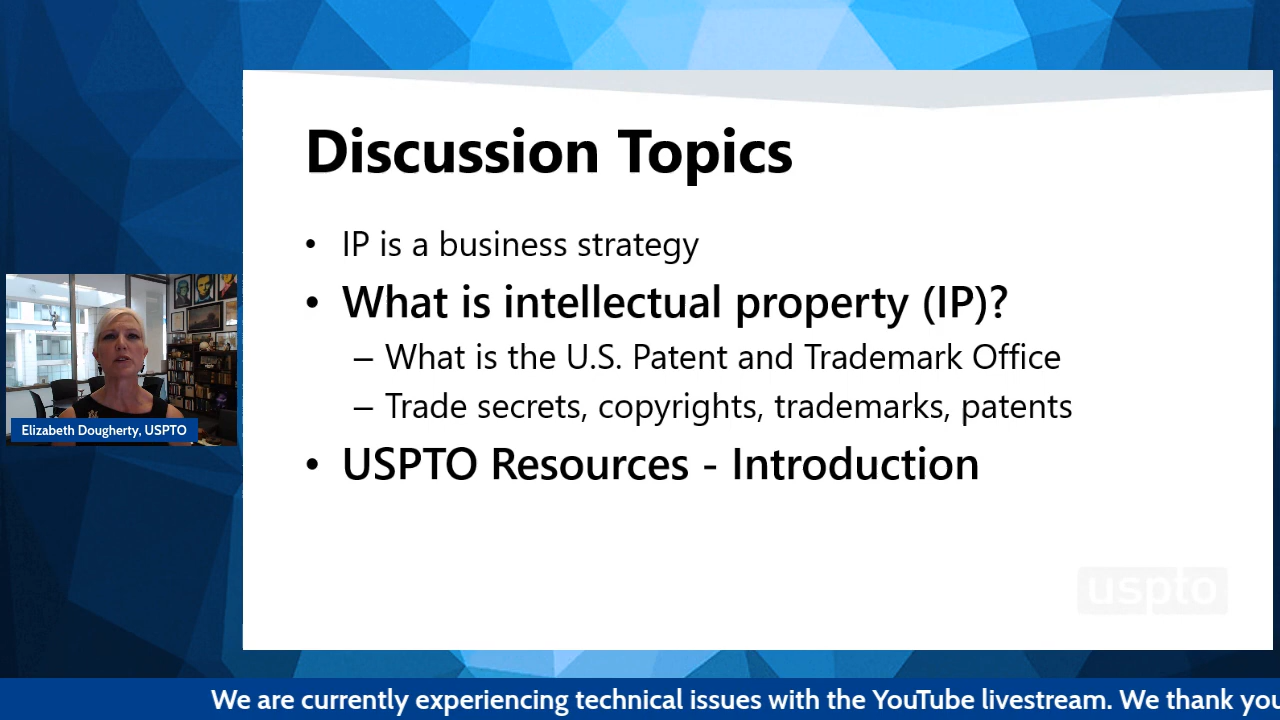 Discussion Topics
• IP is a business strategy
• What is intellectual property (IP)?
– What is the U.S. Patent and Trademark Office
– Trade secrets, copyrights, trademarks, patents
• USPTO Resources - Introduction
Elizabeth Dougherty, USPTO
uspto
We are currently experiencing technical issues with the YouTube livestream. We thank you